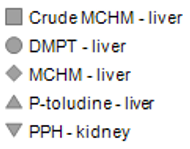 Crude MCHM - liver
DMPT - liver
MCHM - liver
P-toludine - liver
PPH - kidney